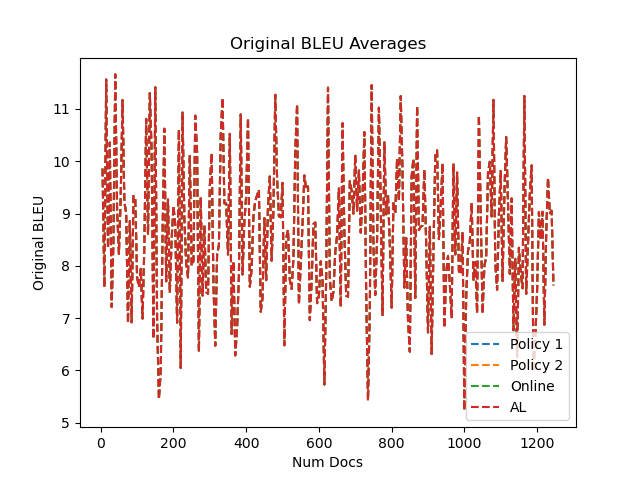 Original BLEU Averages
Original BLEU
11
10
9
8
7
6
5
0
200
400
600
800
1000
1200
Num Docs
Policy 1
Policy 2
Online
AL